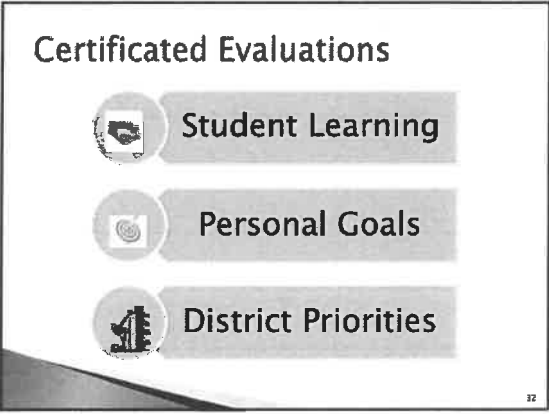 Certificated Evaluations
Student Learning
Personal Goals
District Priorities
32